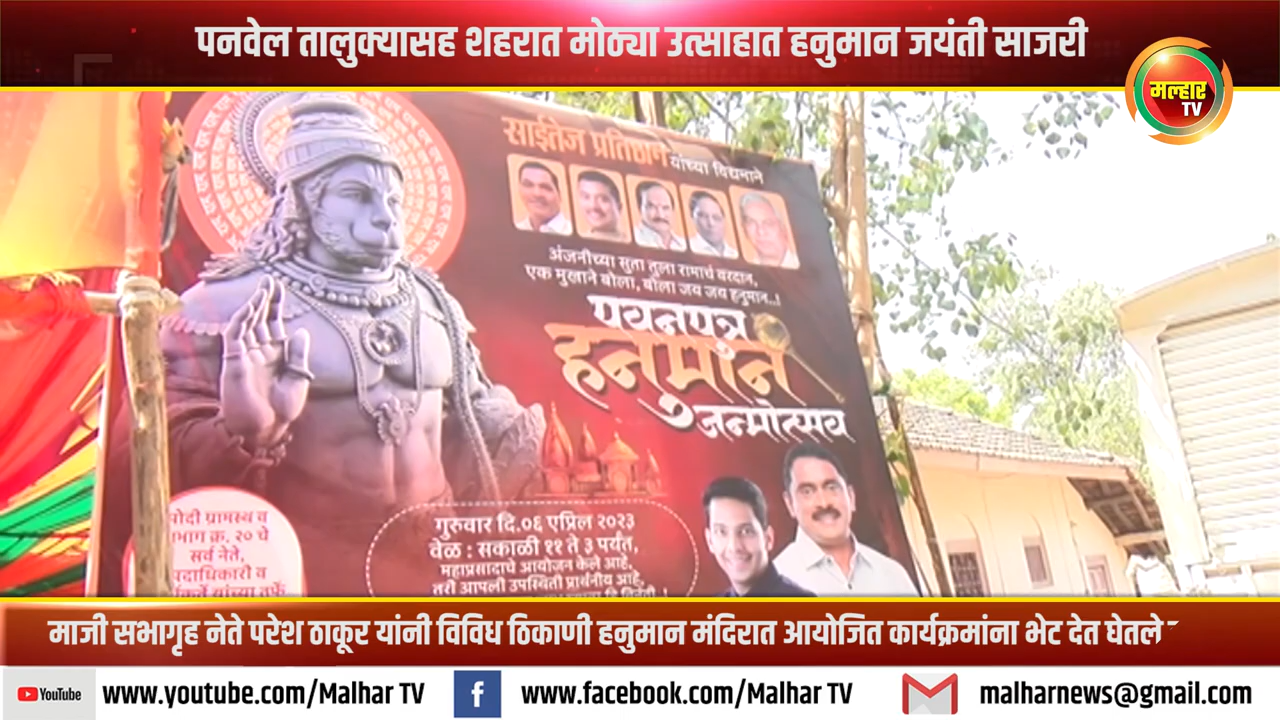 पनवेल तालुक्यासह शहरात मोठ्या उत्साहात हनुमान जयंती साजरी
मल्हार
TV
साईतेज प्रतिष्ठान यांच्या विद्यमाने
अंजनीच्या सुता तुला रामाचं वरदान,
एक मुखाने बोला, बोला जय जय हनुमान..!
पवनपुत्र
हनुमान
जन्मोत्सव
गुरुवार दि.०६ एप्रिल २०२३
वेळ : सकाळी ११ ते ३ पर्यंत,
महाप्रसादाचे आयोजन केले आहे.
तरी आपली उपस्थिती प्रार्थनीय आहे.
ग्रामस्थ व
क्र. २० चे
सर्व नेते,
माजी सभागृह नेते परेश ठाकूर यांनी विविध ठिकाणी हनुमान मंदिरात आयोजित कार्यक्रमांना भेट देत घेतले
YouTube
www.youtube.com/Malhar TV
f
www.facebook.com/Malhar TV
malharnews@gmail.com